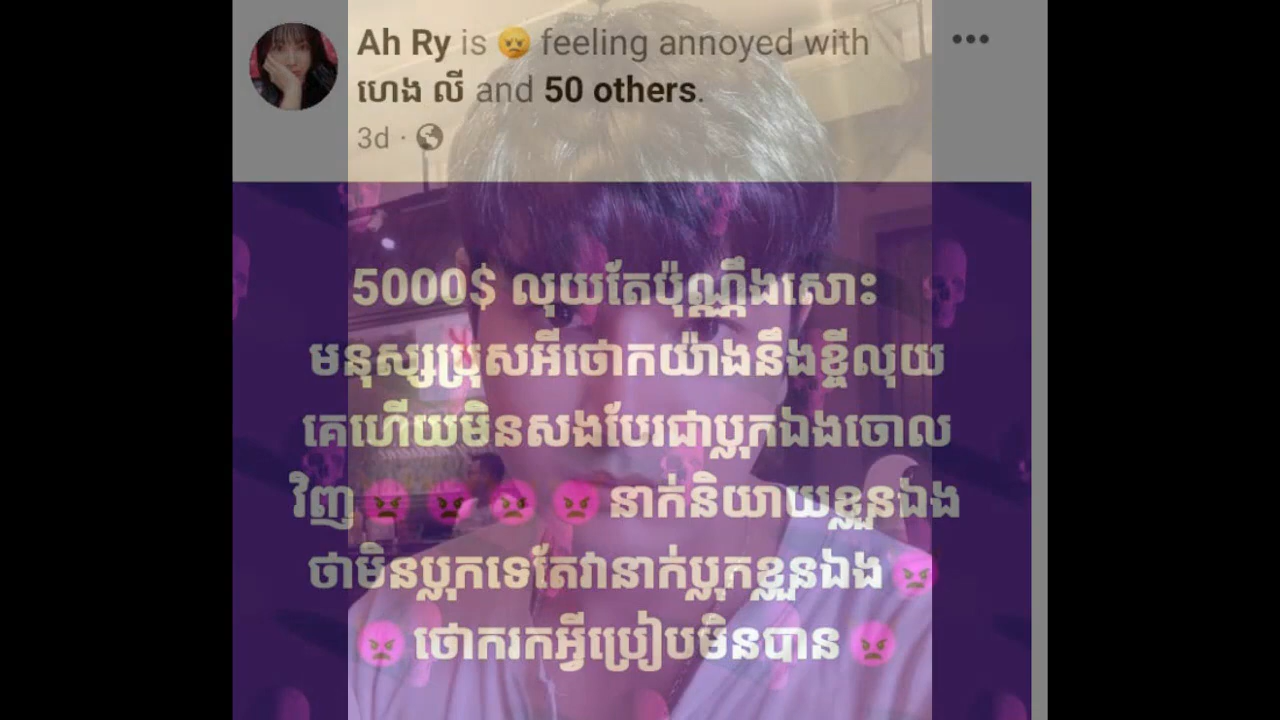 Ah Ry is 😠 feeling annoyed with
ហេង លី and 50 others.
3d ·
5000$ លុយតែប៉ុណ្ណឹងសោះ
មនុស្សប្រុសអីថោកយ៉ាងនឹងខ្ចីលុយ
គេហើយមិនសងបែរជាប្លុកឯងចោល
វិញ😡 😡 😡 😡 នាក់និយាយខ្លួនឯង
ថាមិនប្លុកទេតែវានាក់ប្លុកខ្លួនឯង😡
😡 ថោករកអ្វីប្រៀបមិនបាន 😡